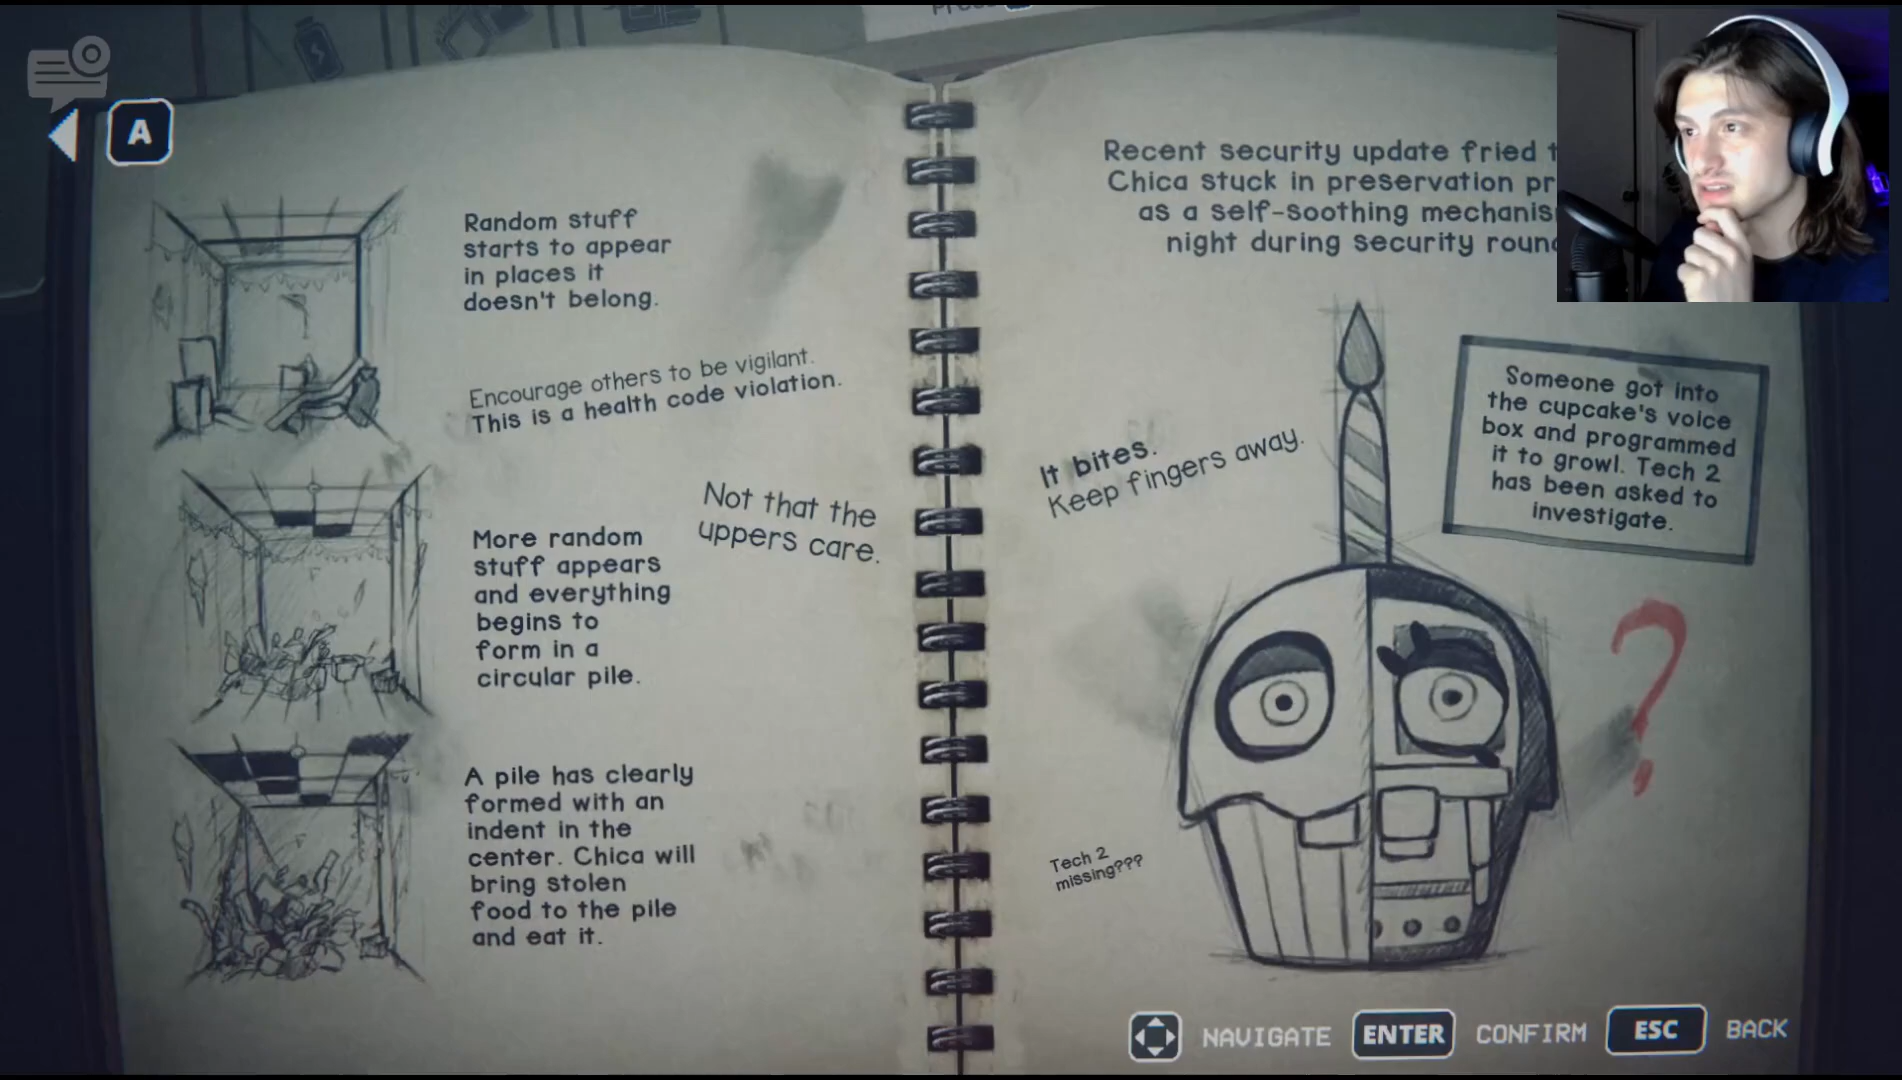 A
Random stuff
starts to appear
in places it
doesn't belong.
Encourage others to be vigilant.
This is a health code violation.
More random
stuff appears
and everything
begins to
form in a
circular pile.
Not that the
uppers care.
A pile has clearly
formed with an
indent in the
center. Chica will
bring stolen
food to the pile
and eat it.
Recent security update fried
Chica stuck in preservation
as a self-soothing
night during security
It bites.
Keep fingers away.
Someone got into
the cupcake's voice
box and programmed
it to growl. Tech 2
has been asked to
investigate.
?
Tech 2
missing???
NAVIGATE ENTER CONFIRM ESC BACK